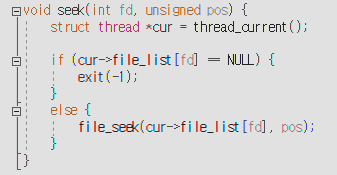 void seek(int fd, unsigned pos) {
struct thread *cur = thread_current();
if (cur->file_list[fd] == NULL) {
exit(-1);
}
else {
file_seek(cur->file_list[fd], pos);
}
}